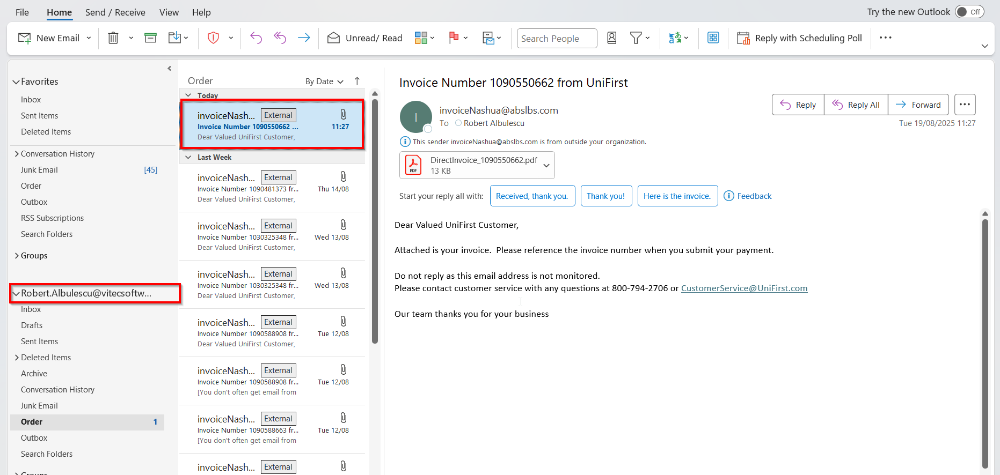 File Home Send / Receive View Help Try the new Outlook Off
New Email Unread/ Read Search People Reply with Scheduling Poll
Favorites
Inbox
Sent Items
Deleted Items
Conversation History
Junk Email [45]
Order
Outbox
RSS Subscriptions
Search Folders
Groups
Robert.Albulescu@vitecsoftw...
Inbox
Drafts
Sent Items
Deleted Items
Archive
Conversation History
Junk Email
Order 1
Outbox
Search Folders
Groups
Order By Date
Today
invoiceNash... External
Invoice Number 1090550662 ... 11:27
Dear Valued UniFirst Customer,
Last Week
invoiceNash... External
Invoice Number 1090481373 fr... Thu 14/08
Dear Valued UniFirst Customer,
invoiceNash... External
Invoice Number 1030325348 fr... Wed 13/08
Dear Valued UniFirst Customer,
invoiceNash... External
Invoice Number 1030325348 fr... Wed 13/08
Dear Valued UniFirst Customer,
invoiceNash... External
Invoice Number 1090588908 fr... Tue 12/08
Dear Valued UniFirst Customer,
invoiceNash... External
Invoice Number 1090588908 fr... Tue 12/08
[You don't often get email from
invoiceNash... External
Invoice Number 1090588663 fr... Tue 12/08
[You don't often get email from
invoiceNash... External
Invoice Number 1090550662 from UniFirst
I
invoiceNashua@abslbs.com
To Robert Albulescu
Reply Reply All Forward
Tue 19/08/2025 11:27
This sender invoiceNashua@abslbs.com is from outside your organization.
PDF
DirectInvoice_1090550662.pdf
13 KB
Start your reply all with: Received, thank you. Thank you! Here is the invoice. Feedback
Dear Valued UniFirst Customer,
Attached is your invoice.  Please reference the invoice number when you submit your payment.
Do not reply as this email address is not monitored.
Please contact customer service with any questions at 800-794-2706 or CustomerService@UniFirst.com
Our team thanks you for your business